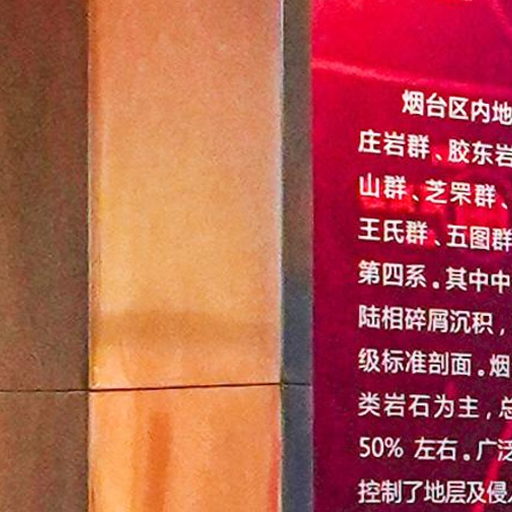 烟台区内地
庄岩群、胶东岩
山群、芝罘群、
王氏群、五图群
第四系。其中中
陆相碎屑沉积，
级标准剖面。烟
类岩石为主，总
50% 左右。广泛
控制了地层及侵入